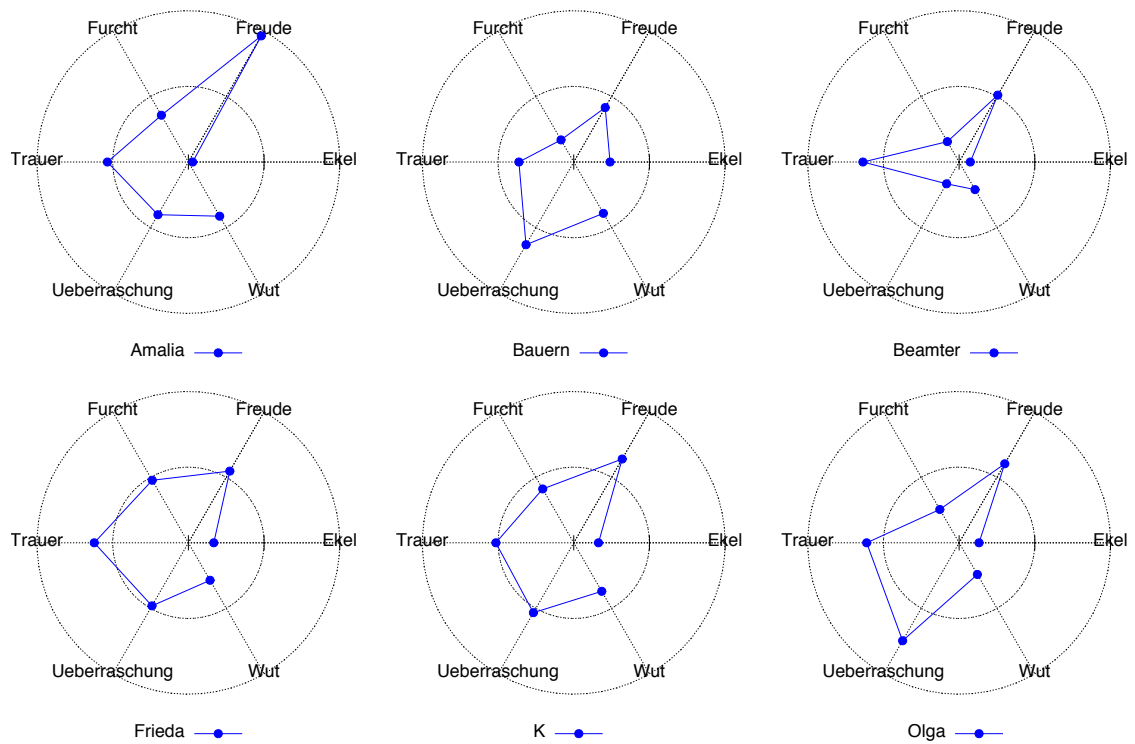 Furcht Freude Furcht Freude Furcht Freude
Trauer Ekel Trauer Ekel Trauer Ekel
Ueberraschung Wut Ueberraschung Wut Ueberraschung Wut
Amalia Bauern Beamter
Furcht Freude Furcht Freude Furcht Freude
Trauer Ekel Trauer Ekel Trauer Ekel
Ueberraschung Wut Ueberraschung Wut Ueberraschung Wut
Frieda K Olga